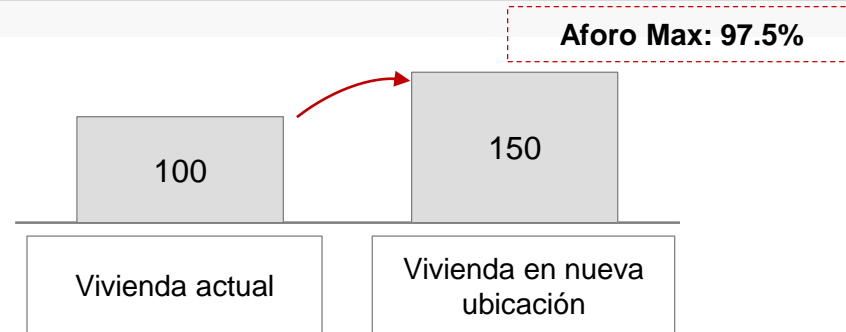 Aforo Max: 97.5%
100
150
Vivienda actual
Vivienda en nueva
ubicación